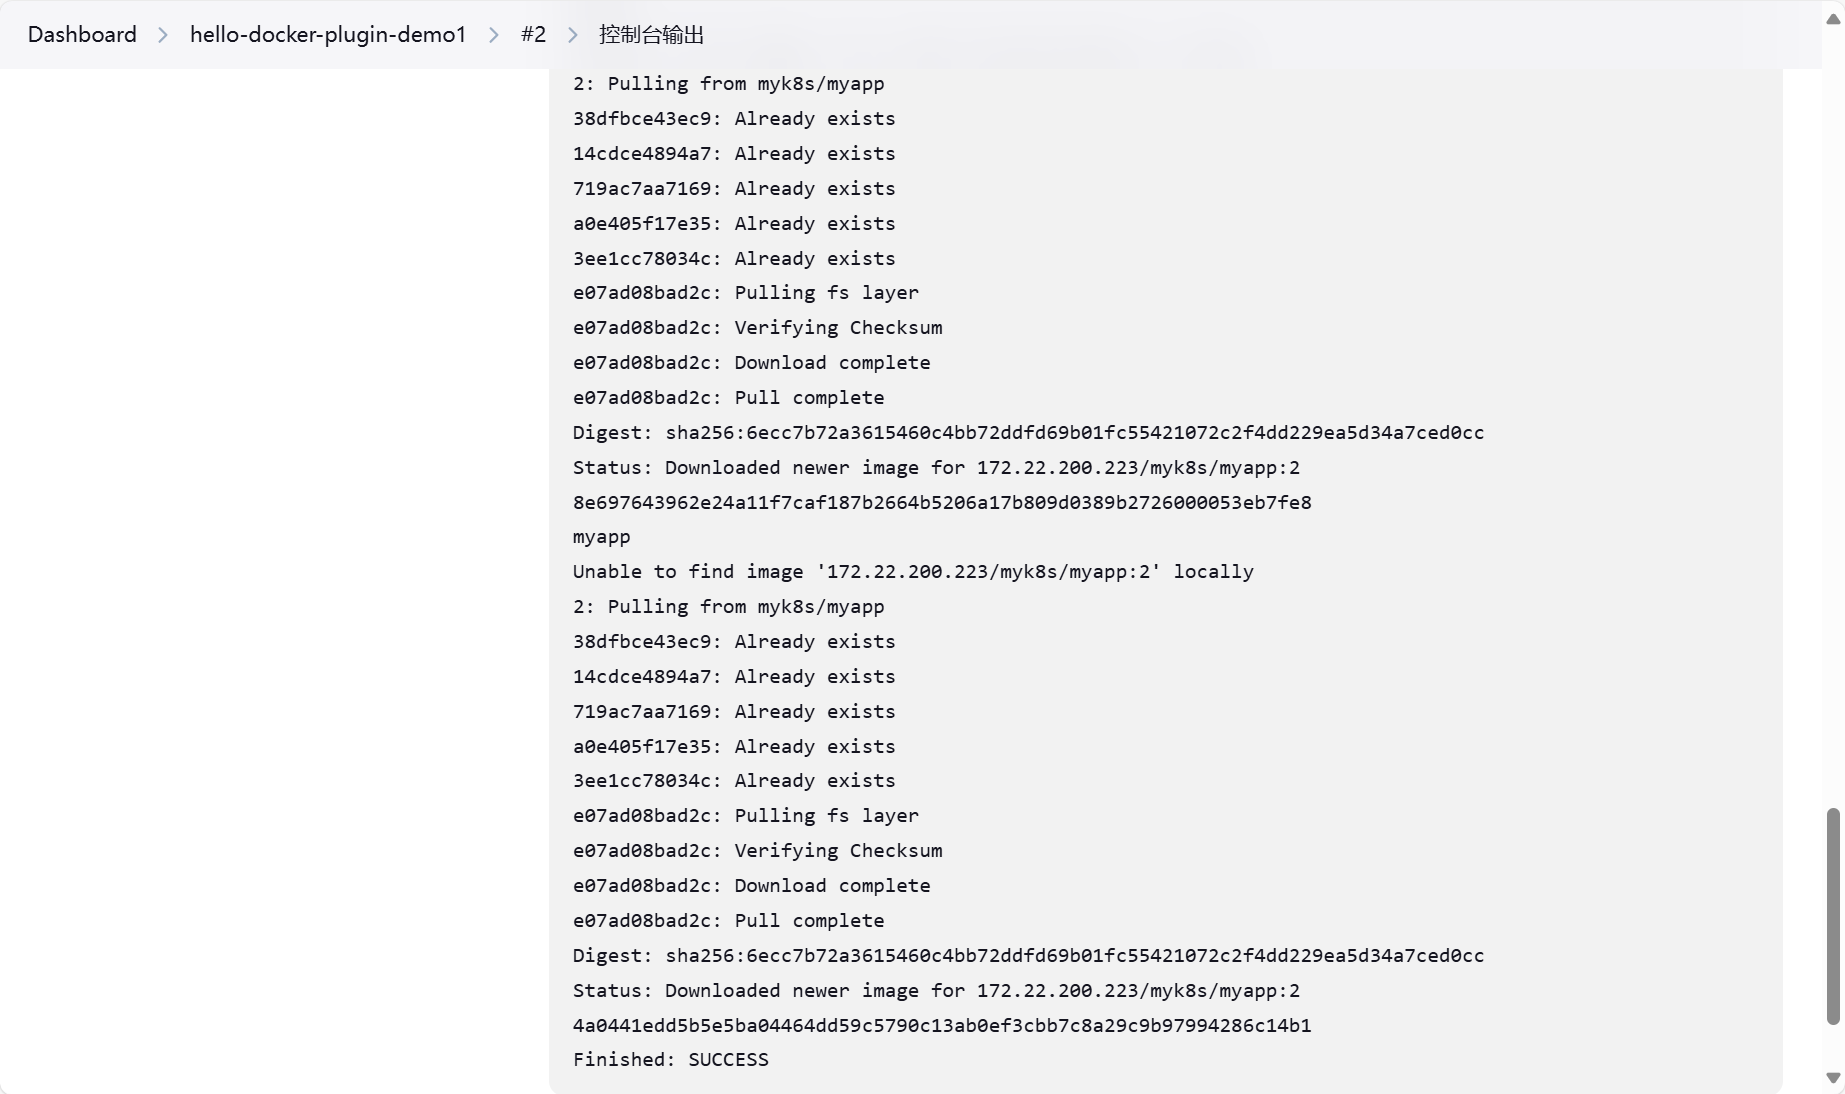 Dashboard > hello-docker-plugin-demo1 > #2 > 控制台输出
2: Pulling from myk8s/myapp
38dfbce43ec9: Already exists
14cdce4894a7: Already exists
719ac7aa7169: Already exists
a0e405f17e35: Already exists
3ee1cc78034c: Already exists
e07ad08bad2c: Pulling fs layer
e07ad08bad2c: Verifying Checksum
e07ad08bad2c: Download complete
e07ad08bad2c: Pull complete
Digest: sha256:6ecc7b72a3615460c4bb72ddfd69b01fc55421072c2f4dd229ea5d34a7ced0cc
Status: Downloaded newer image for 172.22.200.223/myk8s/myapp:2
8e697643962e24a11f7caf187b2664b5206a17b809d0389b2726000053eb7fe8
myapp
Unable to find image '172.22.200.223/myk8s/myapp:2' locally
2: Pulling from myk8s/myapp
38dfbce43ec9: Already exists
14cdce4894a7: Already exists
719ac7aa7169: Already exists
a0e405f17e35: Already exists
3ee1cc78034c: Already exists
e07ad08bad2c: Pulling fs layer
e07ad08bad2c: Verifying Checksum
e07ad08bad2c: Download complete
e07ad08bad2c: Pull complete
Digest: sha256:6ecc7b72a3615460c4bb72ddfd69b01fc55421072c2f4dd229ea5d34a7ced0cc
Status: Downloaded newer image for 172.22.200.223/myk8s/myapp:2
4a0441edd5b5e5ba04464dd59c5790c13ab0ef3cbb7c8a29c9b97994286c14b1
Finished: SUCCESS